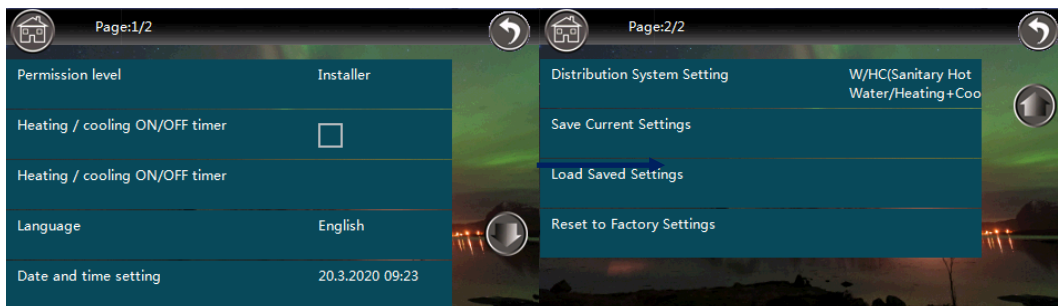 Page:1/2
Permission level Installer
Heating / cooling ON/OFF timer
Heating / cooling ON/OFF timer
Language English
Date and time setting 20.3.2020 09:23
Page:2/2
Distribution System Setting W/HC(Sanitary Hot
Water/Heating+Coo
Save Current Settings
Load Saved Settings
Reset to Factory Settings